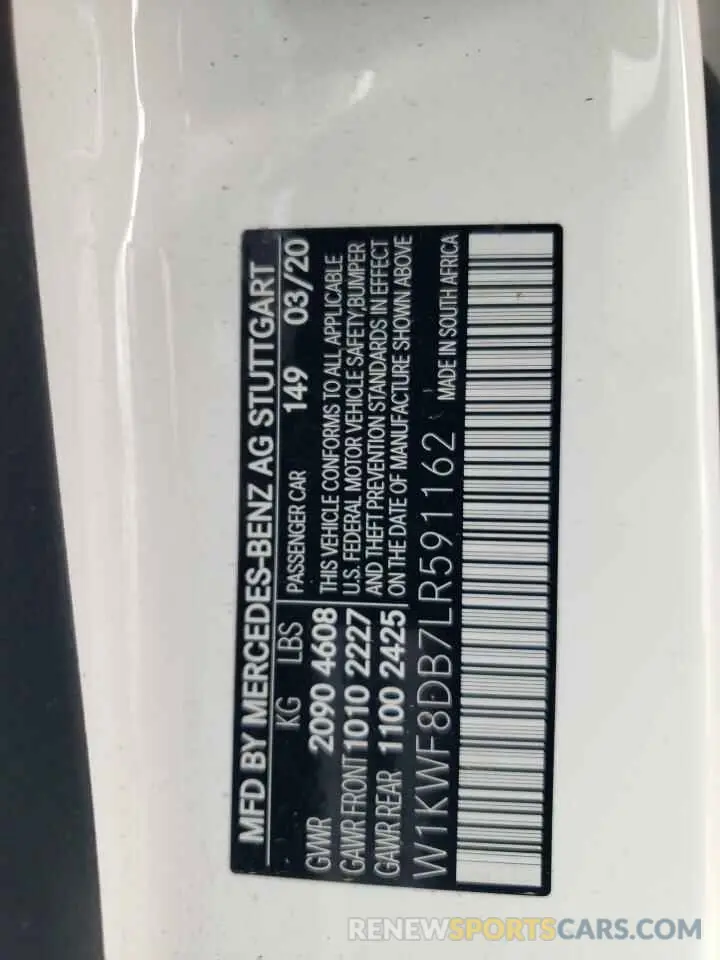 MFD BY MERCEDES-BENZ AG STUTTGART
KG LBS PASSENGER CAR 149 03/20
GVWR 2090 4608 THIS VEHICLE CONFORMS TO ALL APPLICABLE
GAWR FRONT 1010 2227 U.S. FEDERAL MOTOR VEHICLE SAFETY,BUMPER
GAWR REAR 1100 2425 AND THEFT PREVENTION STANDARDS IN EFFECT
ON THE DATE OF MANUFACTURE SHOWN ABOVE
W1KWF8DB7LR591162 MADE IN SOUTH AFRICA
RENEWSPORTSCARS.COM